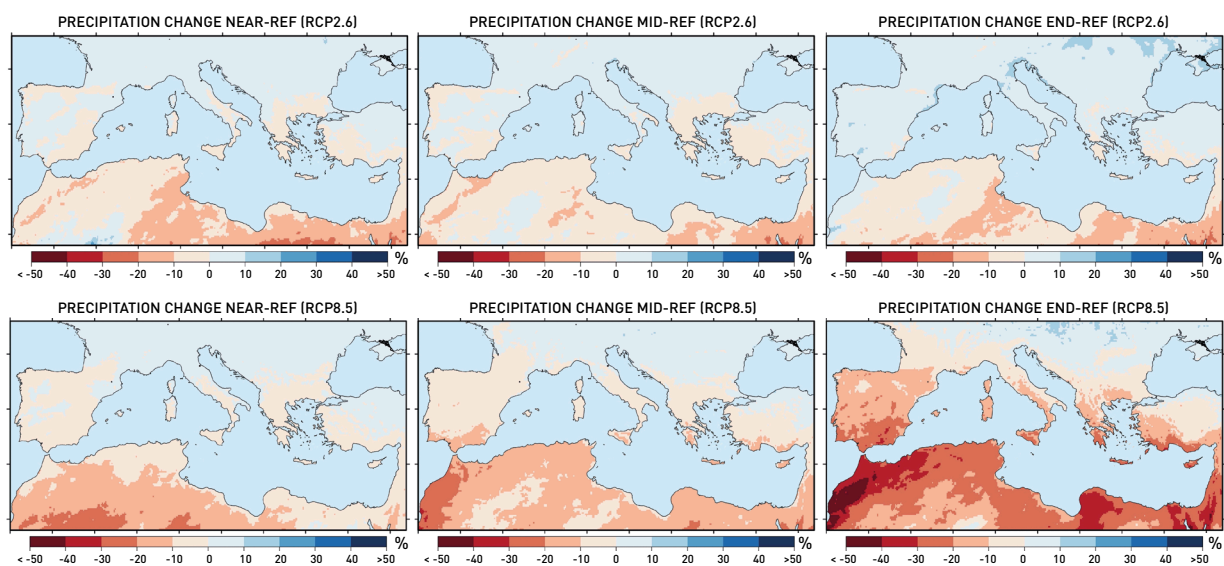 PRECIPITATION CHANGE NEAR-REF (RCP2.6)
PRECIPITATION CHANGE MID-REF (RCP2.6)
PRECIPITATION CHANGE END-REF (RCP2.6)
%
< -50 -40 -30 -20 -10 0 10 20 30 40 >50
%
< -50 -40 -30 -20 -10 0 10 20 30 40 >50
%
< -50 -40 -30 -20 -10 0 10 20 30 40 >50
PRECIPITATION CHANGE NEAR-REF (RCP8.5)
PRECIPITATION CHANGE MID-REF (RCP8.5)
PRECIPITATION CHANGE END-REF (RCP8.5)
%
< -50 -40 -30 -20 -10 0 10 20 30 40 >50
%
< -50 -40 -30 -20 -10 0 10 20 30 40 >50
%
< -50 -40 -30 -20 -10 0 10 20 30 40 >50